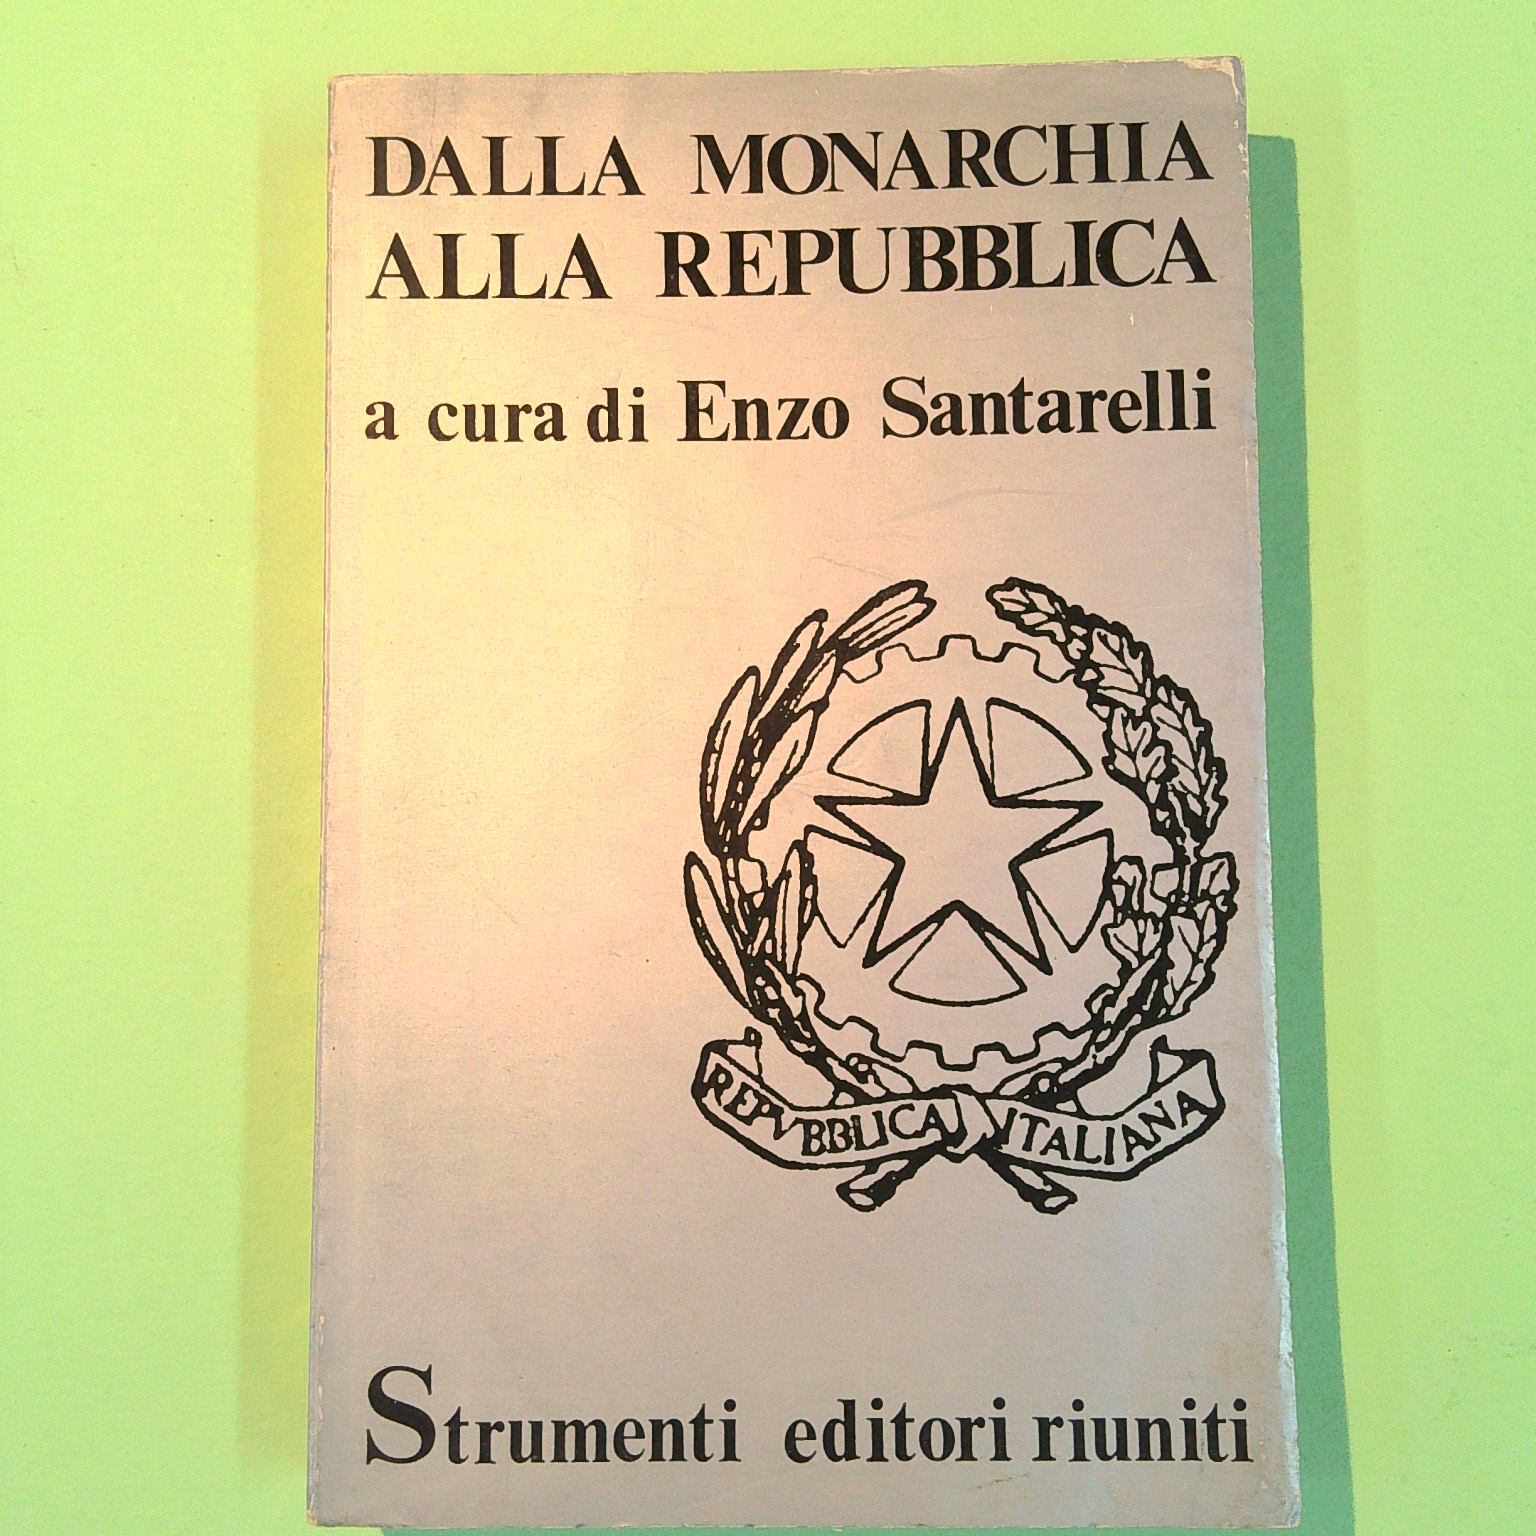 DALLA MONARCHIA
ALLA REPUBBLICA
a cura di Enzo Santarelli
REPVBBLICA ITALIANA
Strumenti editori riuniti